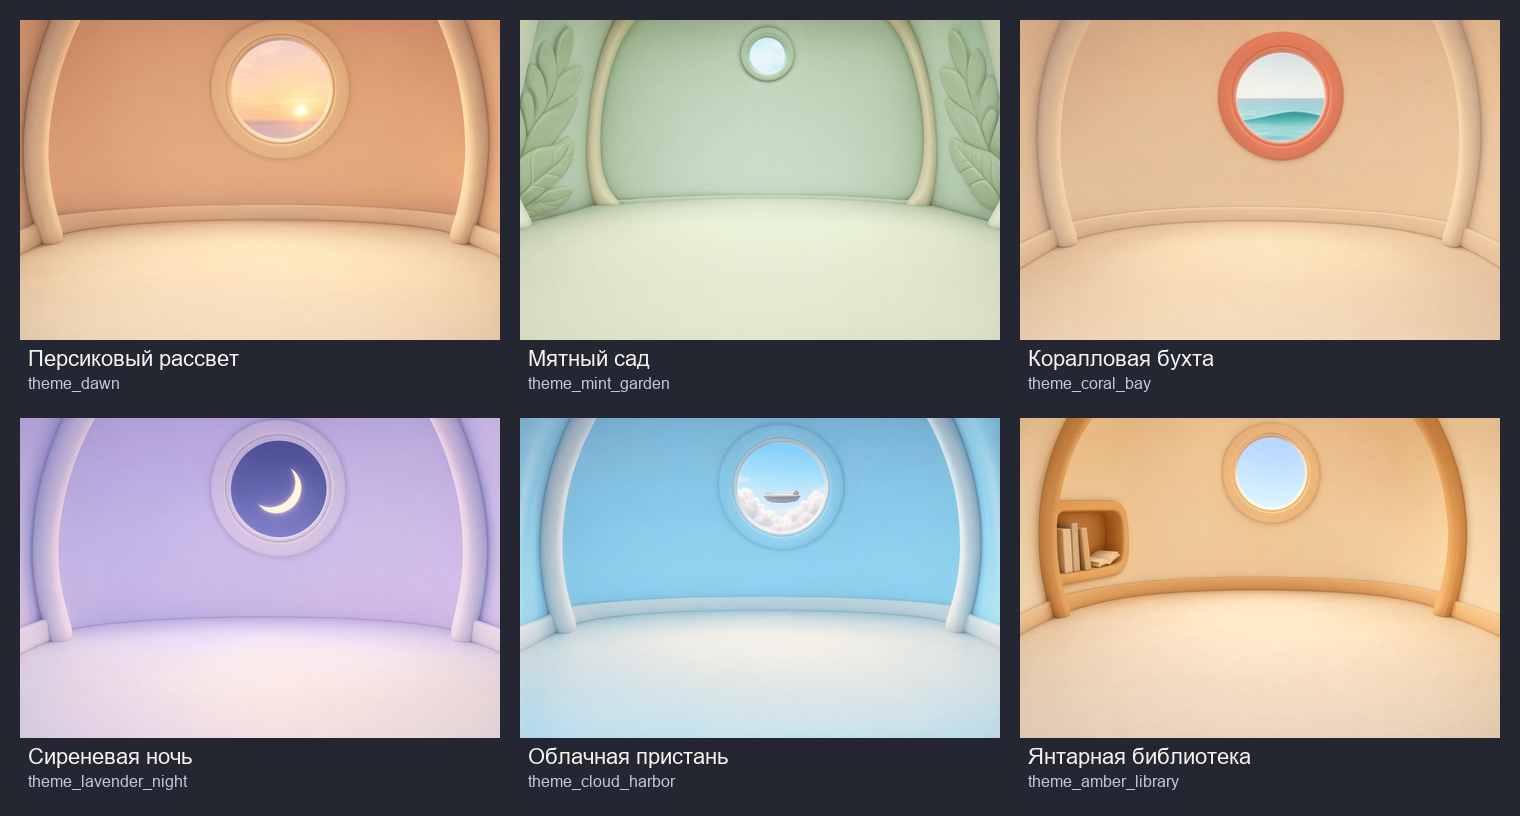 Персиковый рассвет
theme_dawn
Мятный сад
theme_mint_garden
Коралловая бухта
theme_coral_bay
Сиреневая ночь
theme_lavender_night
Облачная пристань
theme_cloud_harbor
Янтарная библиотека
theme_amber_library